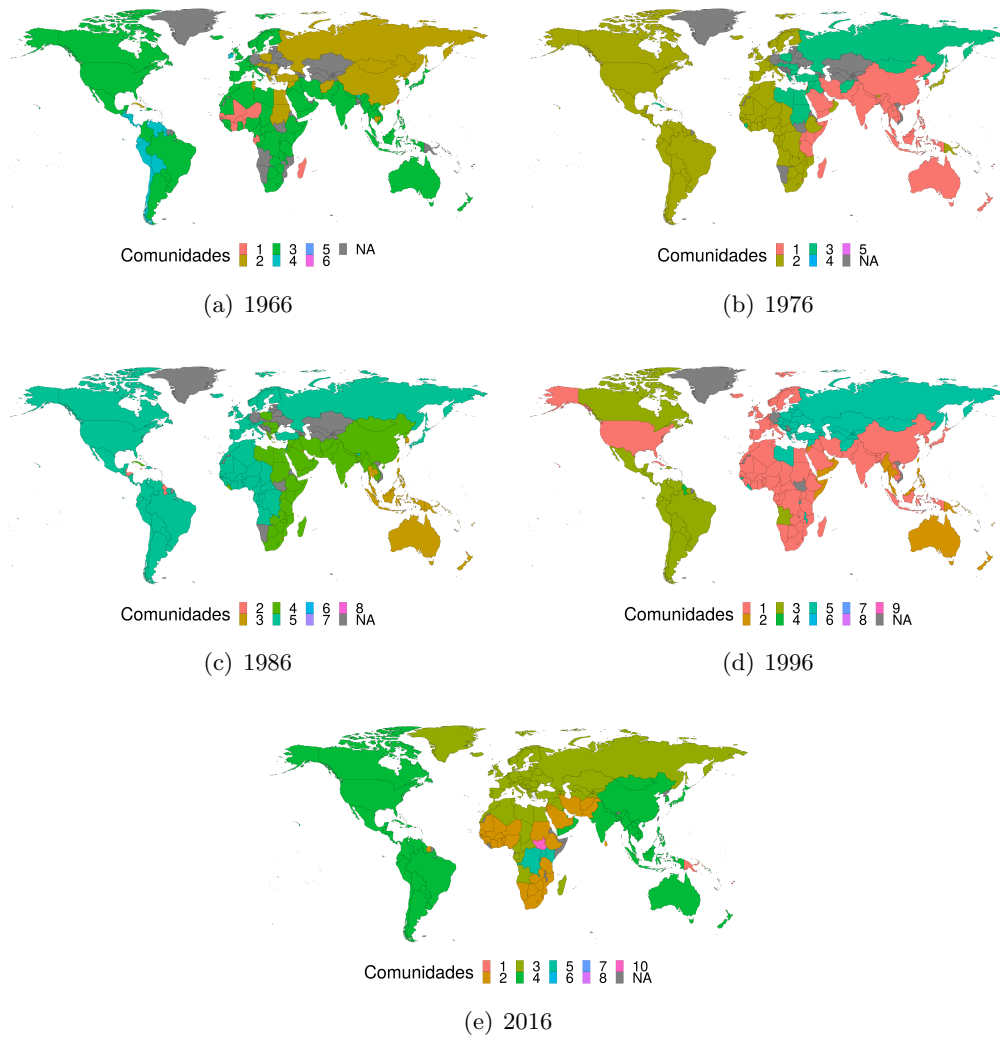 Comunidades 1 3 5 NA
2 4 6
(a) 1966
Comunidades 1 3 5
2 4 NA
(b) 1976
Comunidades 2 4 6 8
3 5 7 NA
(c) 1986
Comunidades 1 3 5 7 9
2 4 6 8 NA
(d) 1996
Comunidades 1 3 5 7 10
2 4 6 8 NA
(e) 2016